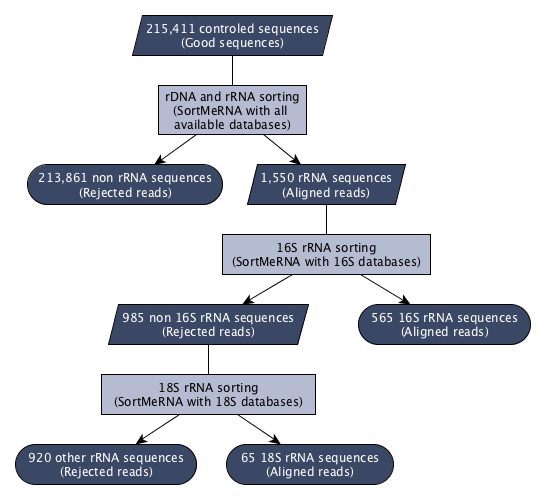 215,411 controled sequences
(Good sequences)
rDNA and rRNA sorting
(SortMeRNA with all
available databases)
213,861 non rRNA sequences
(Rejected reads)
1,550 rRNA sequences
(Aligned reads)
16S rRNA sorting
(SortMeRNA with 16S databases)
985 non 16S rRNA sequences
(Rejected reads)
565 16S rRNA sequences
(Aligned reads)
18S rRNA sorting
(SortMeRNA with 18S databases)
920 other rRNA sequences
(Rejected reads)
65 18S rRNA sequences
(Aligned reads)